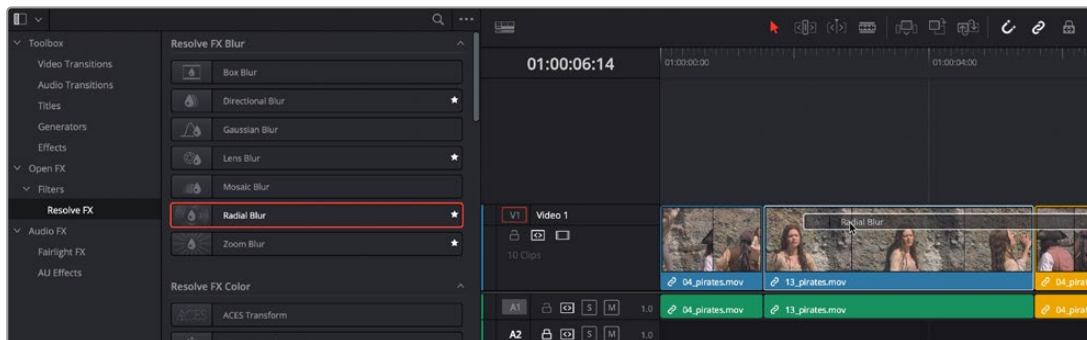 Toolbox
Video Transitions
Audio Transitions
Titles
Generators
Effects
Open FX
Filters
Resolve FX
Audio FX
Fairlight FX
AU Effects
Resolve FX Blur
Box Blur
Directional Blur
Gaussian Blur
Lens Blur
Mosaic Blur
Radial Blur
Zoom Blur
Resolve FX Color
ACES
ACES Transform
01:00:06:14
01:00:00:00
01:00:04:00
V1 Video 1
10 Clips
Radial Blur
04_pirates.mov
13_pirates.mov
04_pirat
A1 S M 1.0
04_pirates.mov
13_pirates.mov
04_pirat
A2 S M 1.0